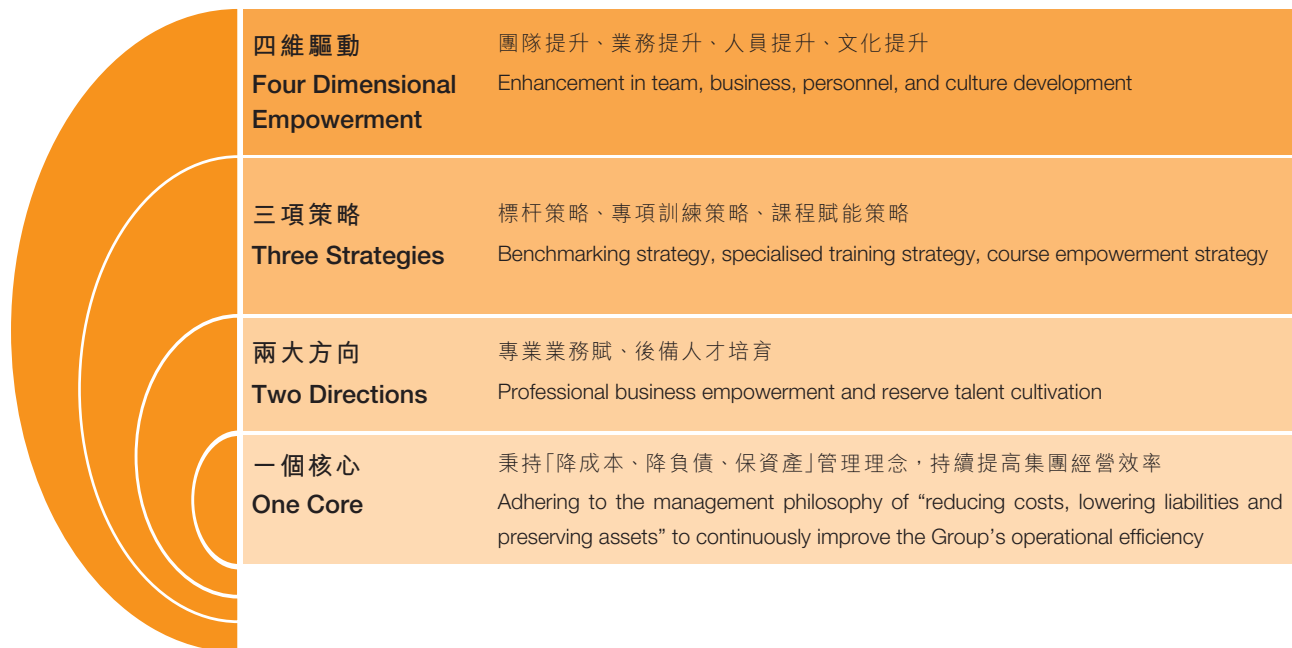 四維驅動
Four Dimensional
Empowerment
團隊提升、業務提升、人員提升、文化提升
Enhancement in team, business, personnel, and culture development
三項策略
Three Strategies
標杆策略、專項訓練策略、課程賦能策略
Benchmarking strategy, specialised training strategy, course empowerment strategy
兩大方向
Two Directions
專業業務賦、後備人才培育
Professional business empowerment and reserve talent cultivation
一個核心
One Core
秉持「降成本、降負債、保資產」管理理念，持續提高集團經營效率
Adhering to the management philosophy of “reducing costs, lowering liabilities and
preserving assets” to continuously improve the Group’s operational efficiency